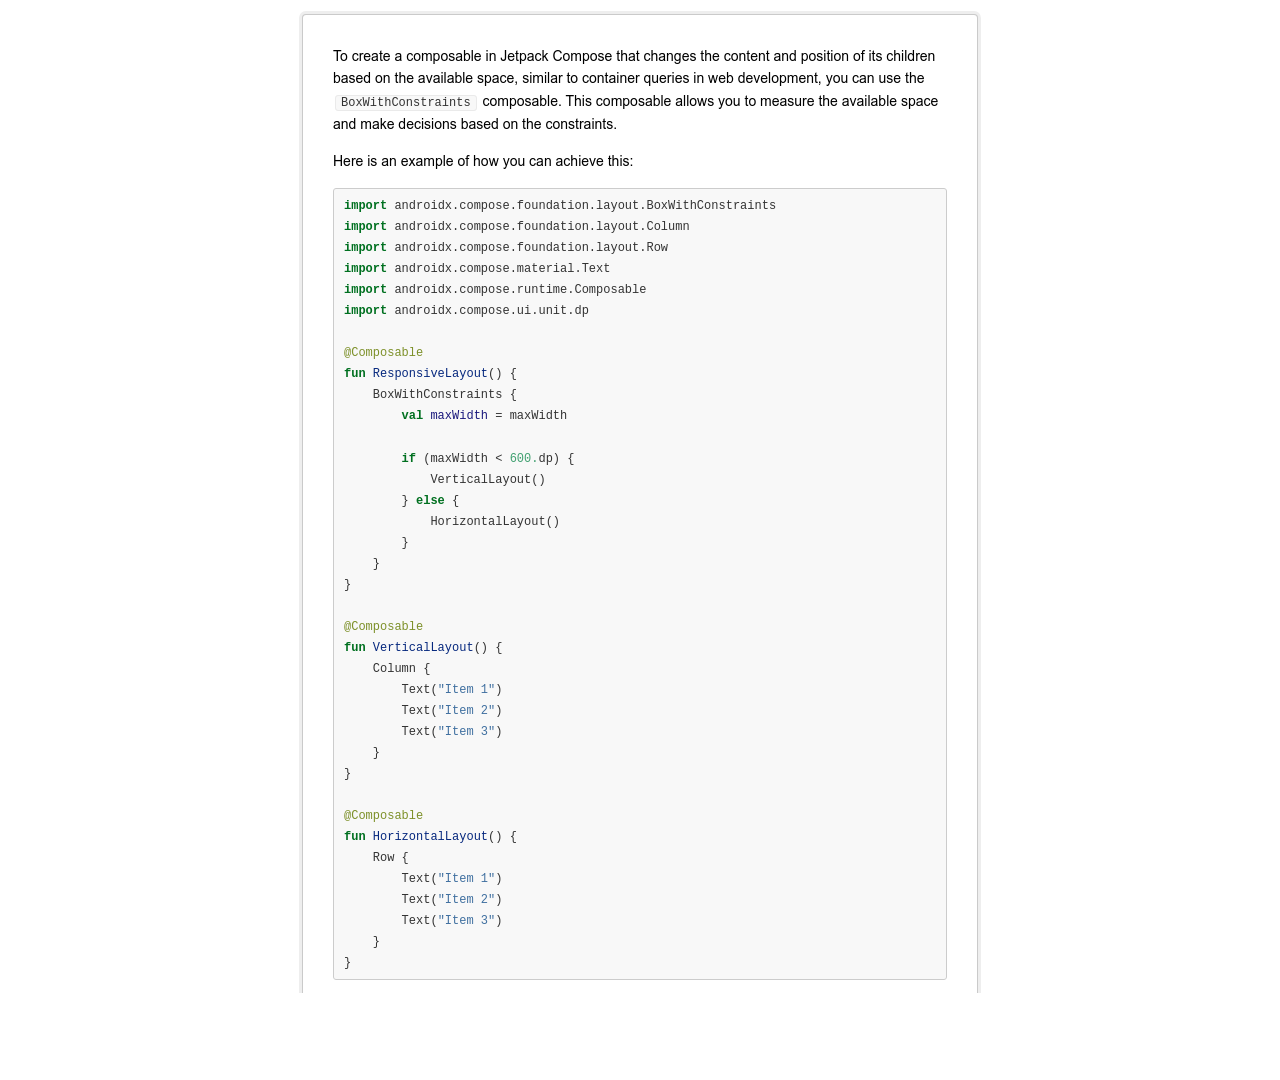 To create a composable in Jetpack Compose that changes the content and position of its children
based on the available space, similar to container queries in web development, you can use the
BoxWithConstraints composable. This composable allows you to measure the available space
and make decisions based on the constraints.
Here is an example of how you can achieve this:
import androidx.compose.foundation.layout.BoxWithConstraints
import androidx.compose.foundation.layout.Column
import androidx.compose.foundation.layout.Row
import androidx.compose.material.Text
import androidx.compose.runtime.Composable
import androidx.compose.ui.unit.dp
@Composable
fun ResponsiveLayout() {
    BoxWithConstraints {
        val maxWidth = maxWidth
        if (maxWidth < 600.dp) {
            VerticalLayout()
        } else {
            HorizontalLayout()
        }
    }
}
@Composable
fun VerticalLayout() {
    Column {
        Text("Item 1")
        Text("Item 2")
        Text("Item 3")
    }
}
@Composable
fun HorizontalLayout() {
    Row {
        Text("Item 1")
        Text("Item 2")
        Text("Item 3")
    }
}